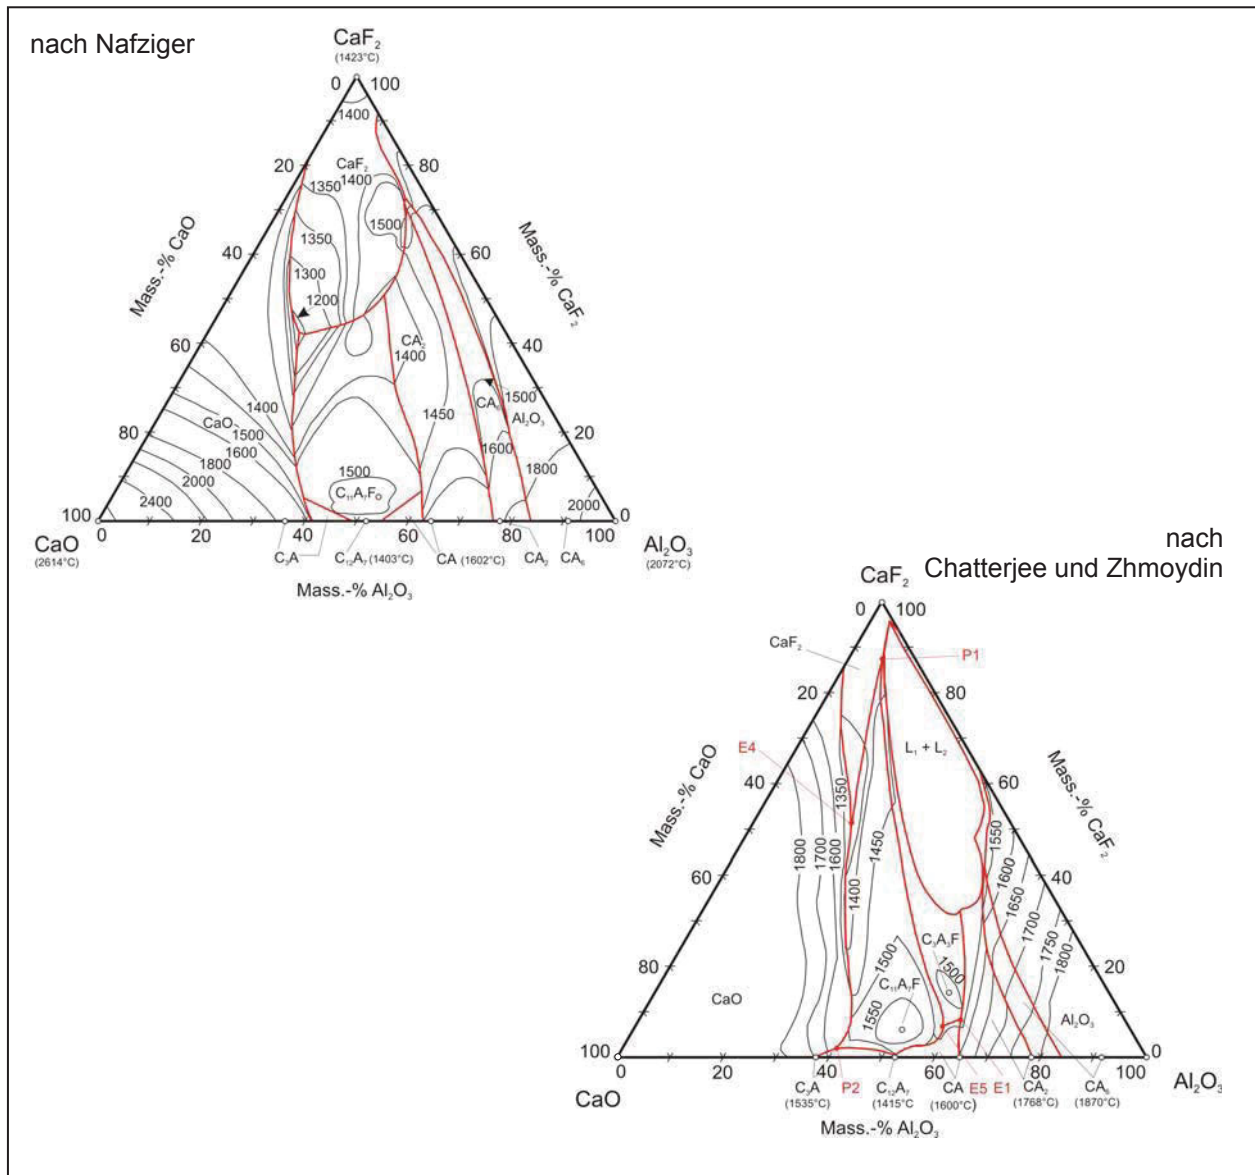 nach Nafziger
CaF₂
(1423°C)
0 100
1400
CaF₂
20 80
1350 1400
1500
1350
Mass.-% CaO
Mass.-% CaF₂
40 60
1300
1200
CA₂
1400
60 40
1450
1500
CA₆
Al₂O₃
1400
CaO
1500
1600
1600
80 20
1800
2000
2400
1500
C₁₁A₇F
1800
2000
100 0
20 40 60 80 100
CaO
(2614°C)
C₃A
C₁₂A₇ (1403°C)
CA (1602°C)
CA₂
CA₆
Al₂O₃
(2072°C)
Mass.-% Al₂O₃
nach
Chatterjee und Zhmoydin
CaF₂
0 100
CaF₂
P1
20 80
E4
L₁ + L₂
Mass.-% CaO
Mass.-% CaF₂
40 60
1350
1450
1400
1800
1700
1600
1550
1600
1650
1700
1750
1800
60 40
C₃A₃F
1500
1500
C₁₁A₇F
1550
80 20
CaO
Al₂O₃
100 0
20 40 60 80 100
CaO
C₃A
(1535°C)
P2
C₁₂A₇
(1415°C
CA
(1600°C)
E5
E1
CA₂
(1768°C)
CA₆
(1870°C)
Al₂O₃
Mass.-% Al₂O₃